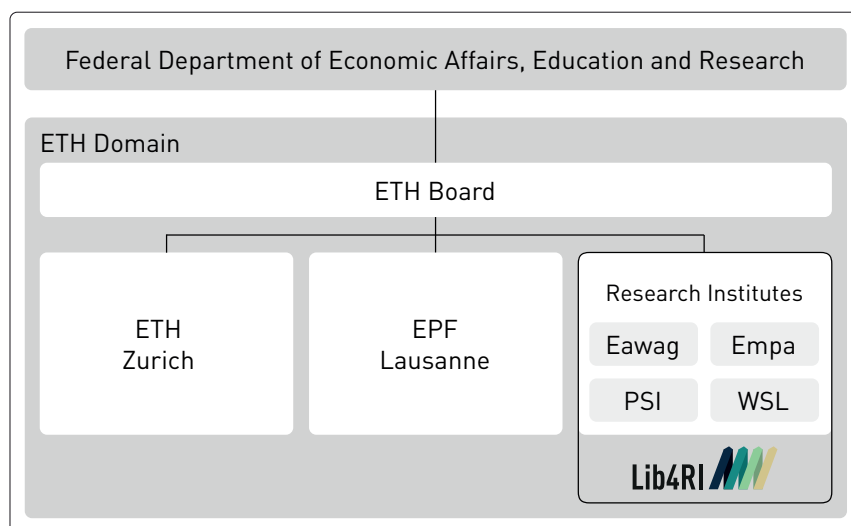 Federal Department of Economic Affairs, Education and Research
ETH Domain
ETH Board
ETH
Zurich
EPF
Lausanne
Research Institutes
Eawag
Empa
PSI
WSL
Lib4RI